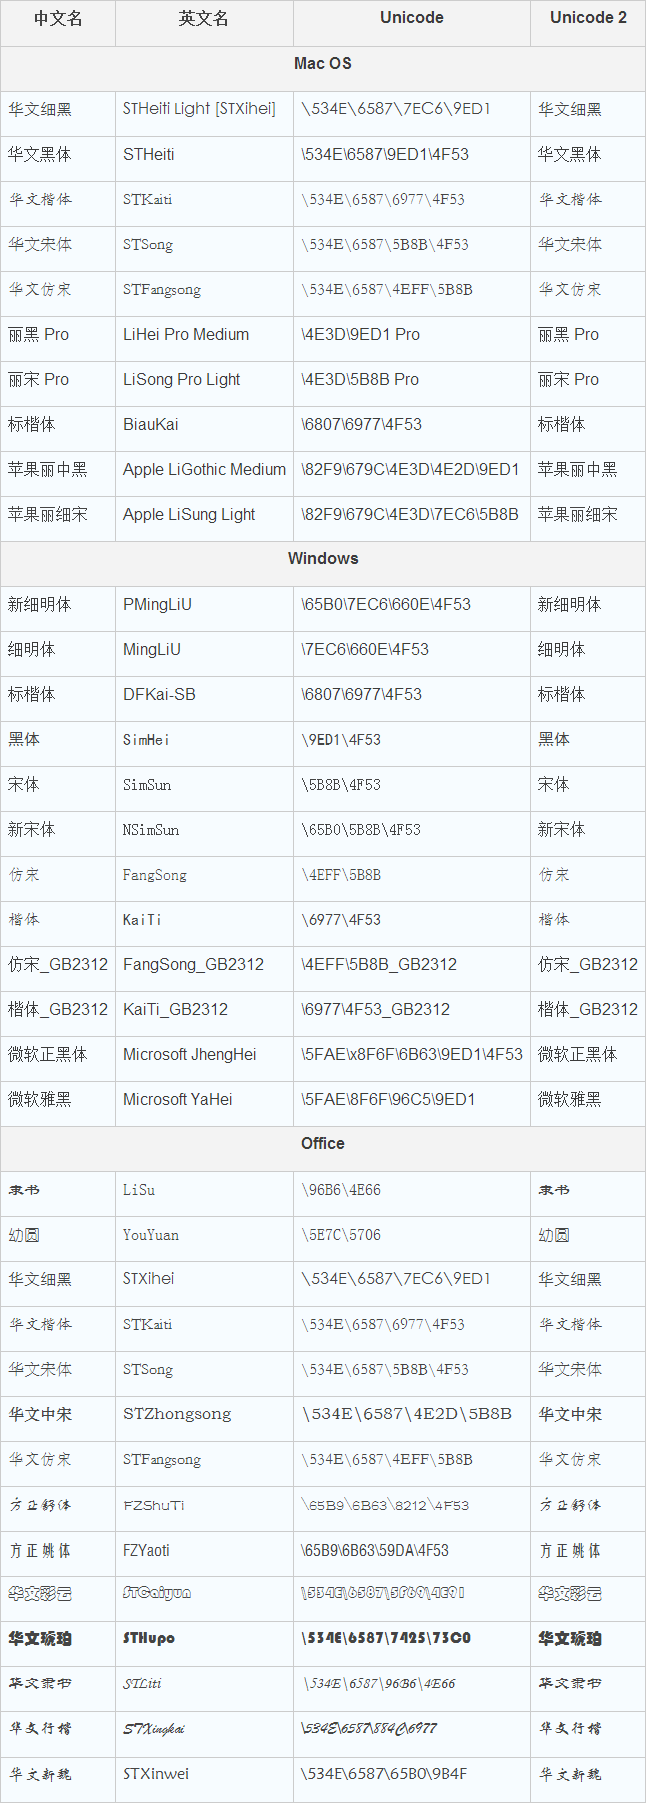 中文名 英文名 Unicode Unicode 2
Mac OS
华文细黑 STHeiti Light [STXihei] \534E\6587\7EC6\9ED1 华文细黑
华文黑体 STHeiti \534E\6587\9ED1\4F53 华文黑体
华文楷体 STKaiti \534E\6587\6977\4F53 华文楷体
华文宋体 STSong \534E\6587\5B8B\4F53 华文宋体
华文仿宋 STFangsong \534E\6587\4EFF\5B8B 华文仿宋
丽黑 Pro LiHei Pro Medium \4E3D\9ED1 Pro 丽黑 Pro
丽宋 Pro LiSong Pro Light \4E3D\5B8B Pro 丽宋 Pro
标楷体 BiauKai \6807\6977\4F53 标楷体
苹果丽中黑 Apple LiGothic Medium \82F9\679C\4E3D\4E2D\9ED1 苹果丽中黑
苹果丽细宋 Apple LiSung Light \82F9\679C\4E3D\7EC6\5B8B 苹果丽细宋
Windows
新细明体 PMingLiU \65B0\7EC6\660E\4F53 新细明体
细明体 MingLiU \7EC6\660E\4F53 细明体
标楷体 DFKai-SB \6807\6977\4F53 标楷体
黑体 SimHei \9ED1\4F53 黑体
宋体 SimSun \5B8B\4F53 宋体
新宋体 NSimSun \65B0\5B8B\4F53 新宋体
仿宋 FangSong \4EFF\5B8B 仿宋
楷体 KaiTi \6977\4F53 楷体
仿宋_GB2312 FangSong_GB2312 \4EFF\5B8B_GB2312 仿宋_GB2312
楷体_GB2312 KaiTi_GB2312 \6977\4F53_GB2312 楷体_GB2312
微软正黑体 Microsoft JhengHei \5FAE\x8F6F\6B63\9ED1\4F53 微软正黑体
微软雅黑 Microsoft YaHei \5FAE\8F6F\96C5\9ED1 微软雅黑
Office
隶书 LiSu \96B6\4E66 隶书
幼圆 YouYuan \5E7C\5706 幼圆
华文细黑 STXihei \534E\6587\7EC6\9ED1 华文细黑
华文楷体 STKaiti \534E\6587\6977\4F53 华文楷体
华文宋体 STSong \534E\6587\5B8B\4F53 华文宋体
华文中宋 STZhongsong \534E\6587\4E2D\5B8B 华文中宋
华文仿宋 STFangsong \534E\6587\4EFF\5B8B 华文仿宋
方正舒体 FZShuTi \65B9\6B63\8212\4F53 方正舒体
方正姚体 FZYaoti \65B9\6B63\59DA\4F53 方正姚体
华文彩云 STCaiyun \534E\6587\5F69\4E91 华文彩云
华文琥珀 STHupo \534E\6587\7425\73C0 华文琥珀
华文隶书 STLiti \534E\6587\96B6\4E66 华文隶书
华文行楷 STXingkai \534E\6587\884C\6977 华文行楷
华文新魏 STXinwei \534E\6587\65B0\9B4F 华文新魏